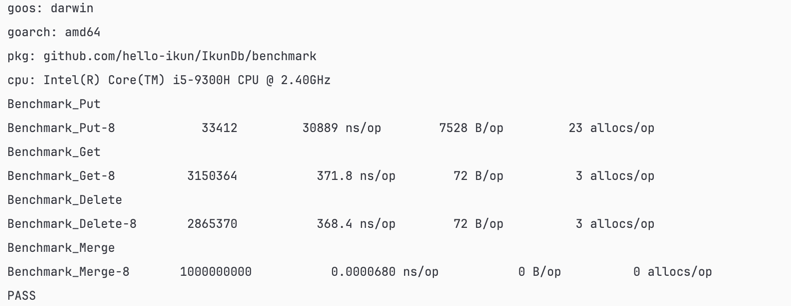 goos: darwin
goarch: amd64
pkg: github.com/hello-ikun/IkunDb/benchmark
cpu: Intel(R) Core(TM) i5-9300H CPU @ 2.40GHz
Benchmark_Put
Benchmark_Put-8 33412 30889 ns/op 7528 B/op 23 allocs/op
Benchmark_Get
Benchmark_Get-8 3150364 371.8 ns/op 72 B/op 3 allocs/op
Benchmark_Delete
Benchmark_Delete-8 2865370 368.4 ns/op 72 B/op 3 allocs/op
Benchmark_Merge
Benchmark_Merge-8 1000000000 0.0000680 ns/op 0 B/op 0 allocs/op
PASS